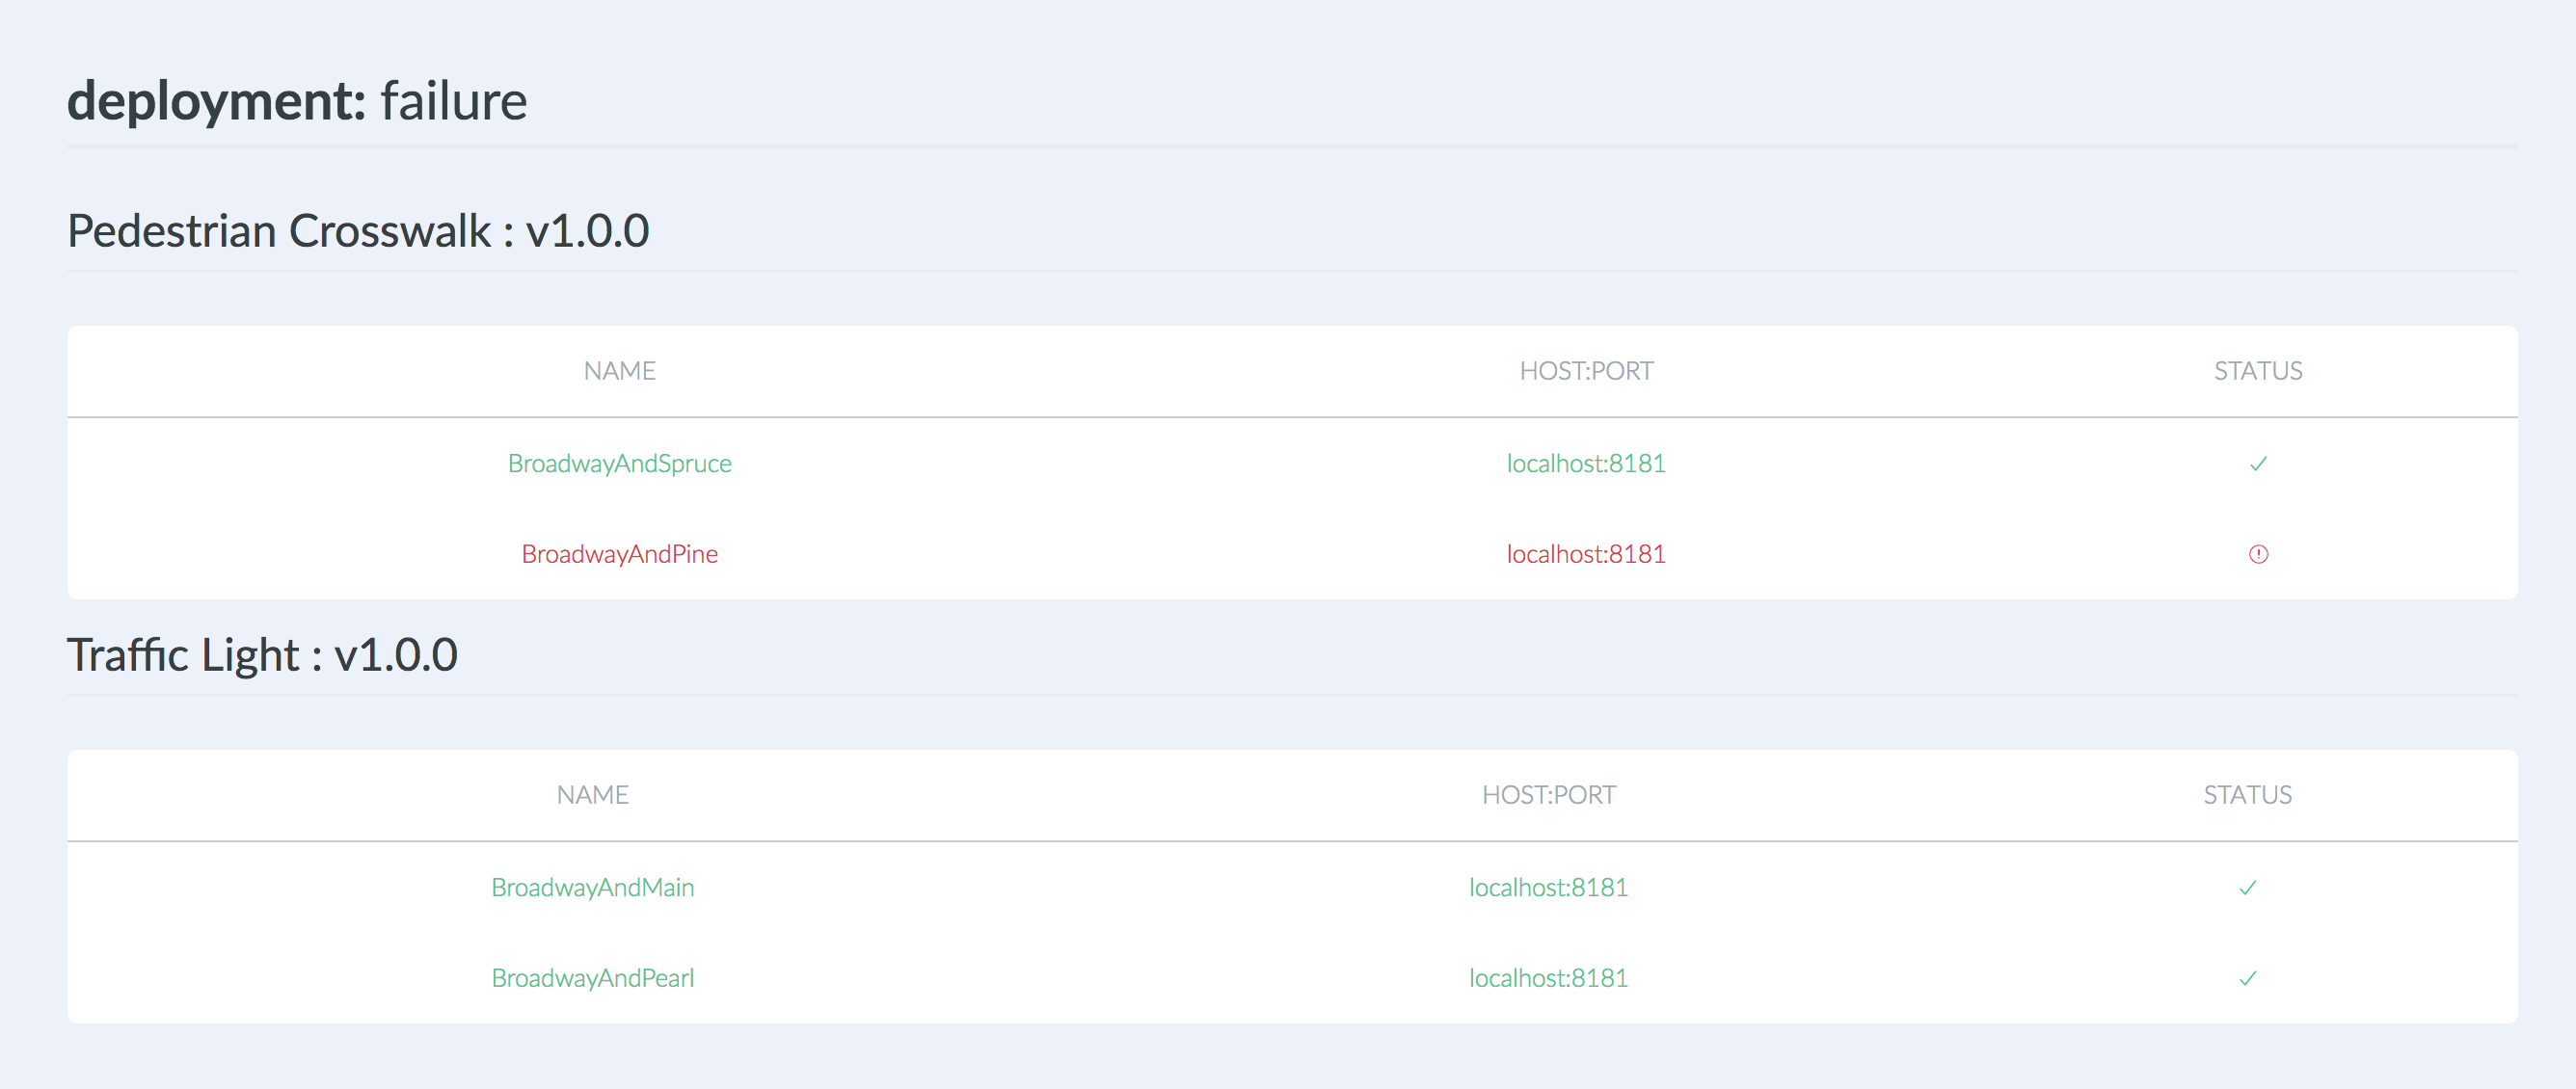 deployment: failure
Pedestrian Crosswalk : v1.0.0
NAME HOST:PORT STATUS
BroadwayAndSpruce localhost:8181
BroadwayAndPine localhost:8181
Traffic Light : v1.0.0
NAME HOST:PORT STATUS
BroadwayAndMain localhost:8181
BroadwayAndPearl localhost:8181